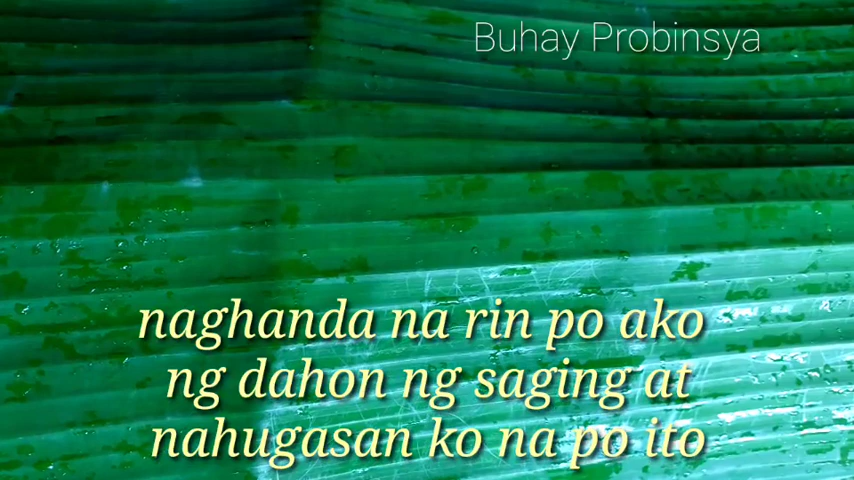 Buhay Probinsya
naghanda na rin po ako
ng dahon ng saging at
nahugasan ko na po ito